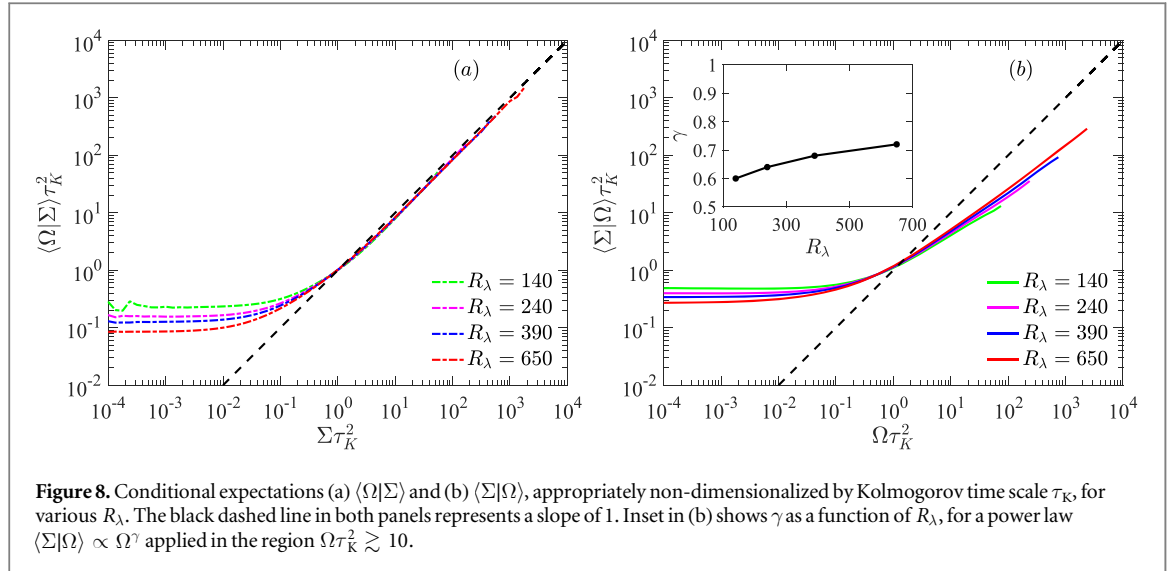 10^4
10^3
10^2
10^1
10^0
10^-1
10^-2
⟨Ω|Σ⟩τ_K^2
(a)
R_λ = 140
R_λ = 240
R_λ = 390
R_λ = 650
10^-4 10^-3 10^-2 10^-1 10^0 10^1 10^2 10^3 10^4
Στ_K^2
10^4
10^3
10^2
10^1
10^0
10^-1
10^-2
⟨Σ|Ω⟩τ_K^2
(b)
1
0.9
0.8
0.7
0.6
0.5
γ
100 300 500 700
R_λ
R_λ = 140
R_λ = 240
R_λ = 390
R_λ = 650
10^-4 10^-3 10^-2 10^-1 10^0 10^1 10^2 10^3 10^4
Ωτ_K^2
Figure 8. Conditional expectations (a) ⟨Ω|Σ⟩ and (b) ⟨Σ|Ω⟩, appropriately non-dimensionalized by Kolmogorov time scale τ_K, for
various R_λ. The black dashed line in both panels represents a slope of 1. Inset in (b) shows γ as a function of R_λ, for a power law
⟨Σ|Ω⟩ ∝ Ω^γ applied in the region Ωτ_K^2 ≳ 10.